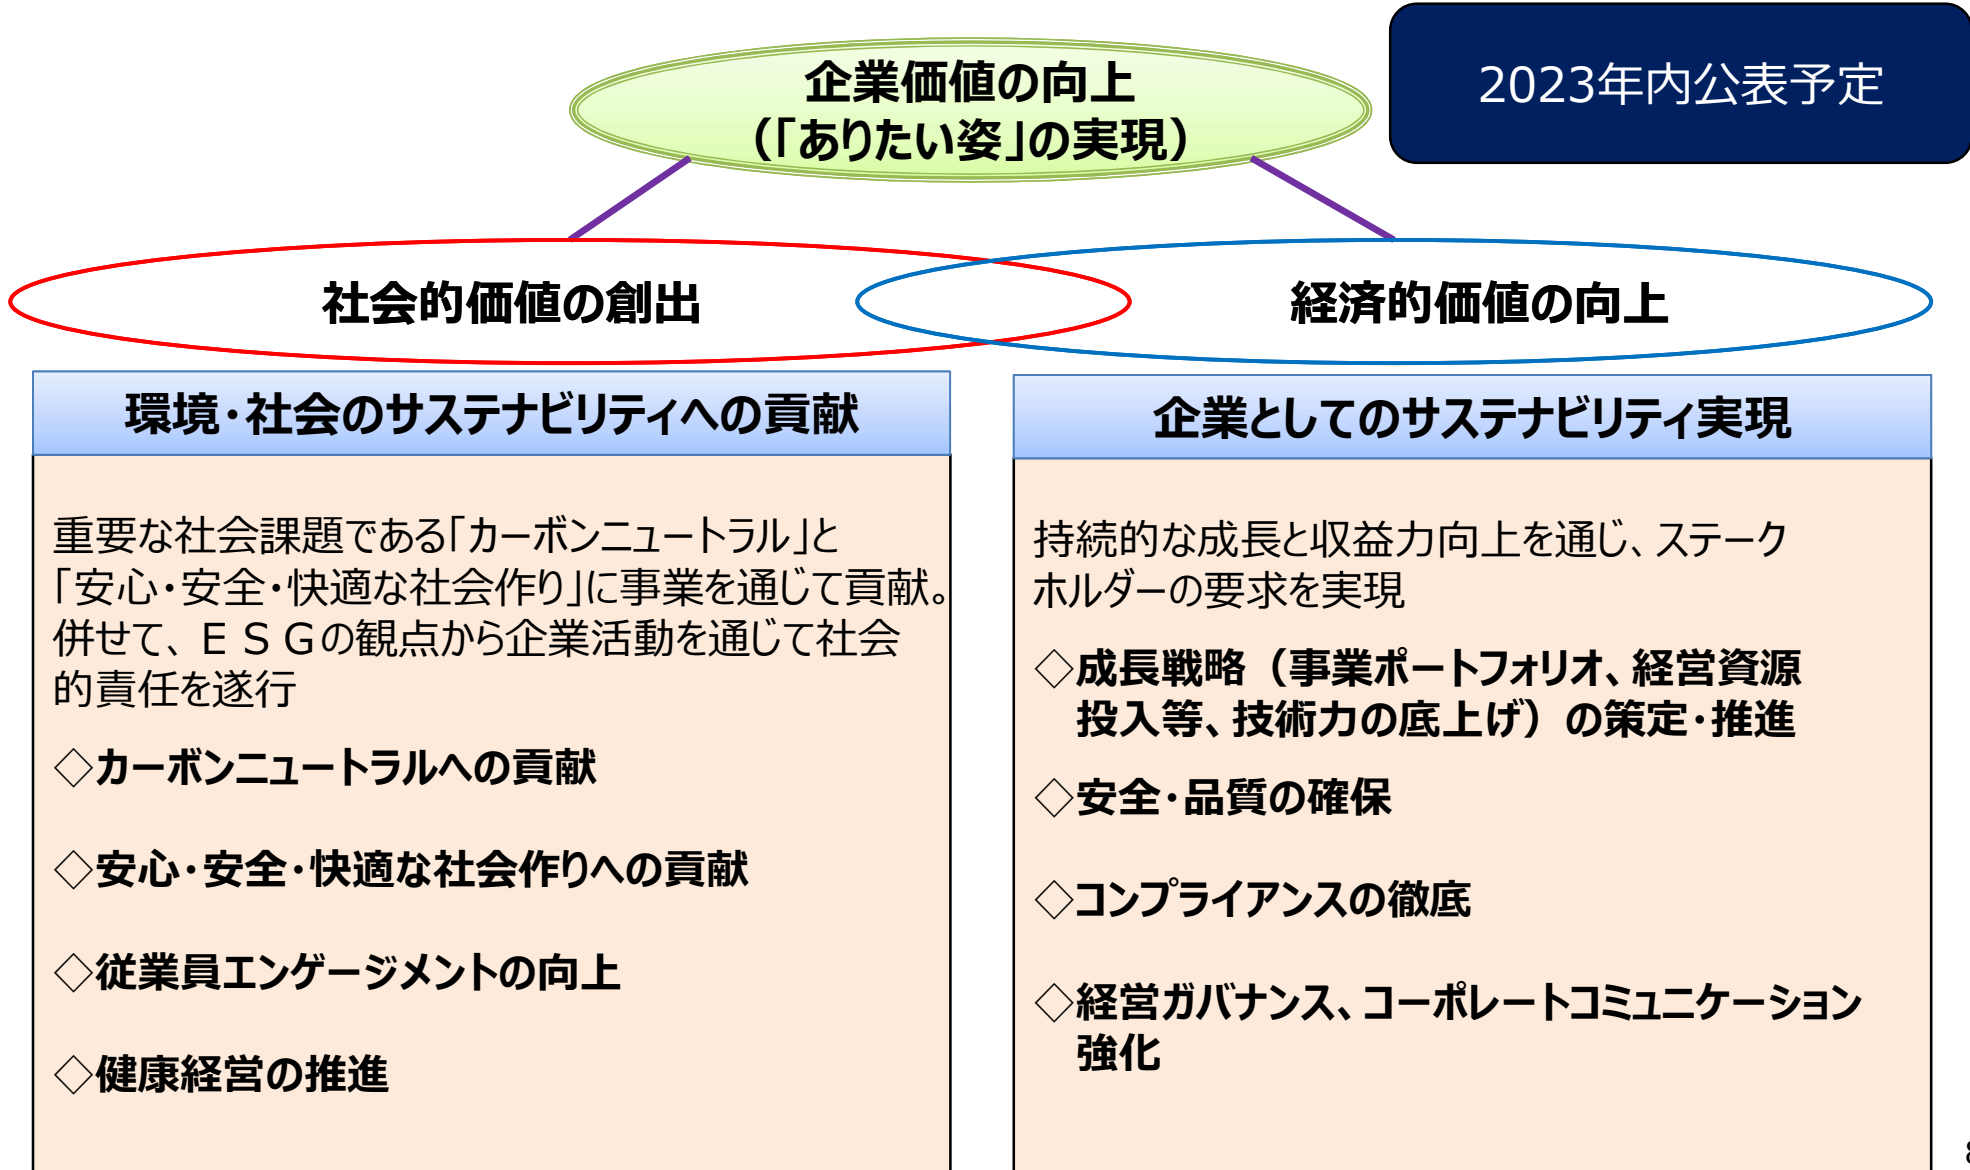 企業価値の向上
（「ありたい姿」の実現）
2023年内公表予定
社会的価値の創出
経済的価値の向上
環境・社会のサステナビリティへの貢献
重要な社会課題である「カーボンニュートラル」と
「安心・安全・快適な社会作り」に事業を通じて貢献。
併せて、ＥＳＧの観点から企業活動を通じて社会
的責任を遂行
◇カーボンニュートラルへの貢献
◇安心・安全・快適な社会作りへの貢献
◇従業員エンゲージメントの向上
◇健康経営の推進
企業としてのサステナビリティ実現
持続的な成長と収益力向上を通じ、ステーク
ホルダーの要求を実現
◇成長戦略（事業ポートフォリオ、経営資源
投入等、技術力の底上げ）の策定・推進
◇安全・品質の確保
◇コンプライアンスの徹底
◇経営ガバナンス、コーポレートコミュニケーション
強化